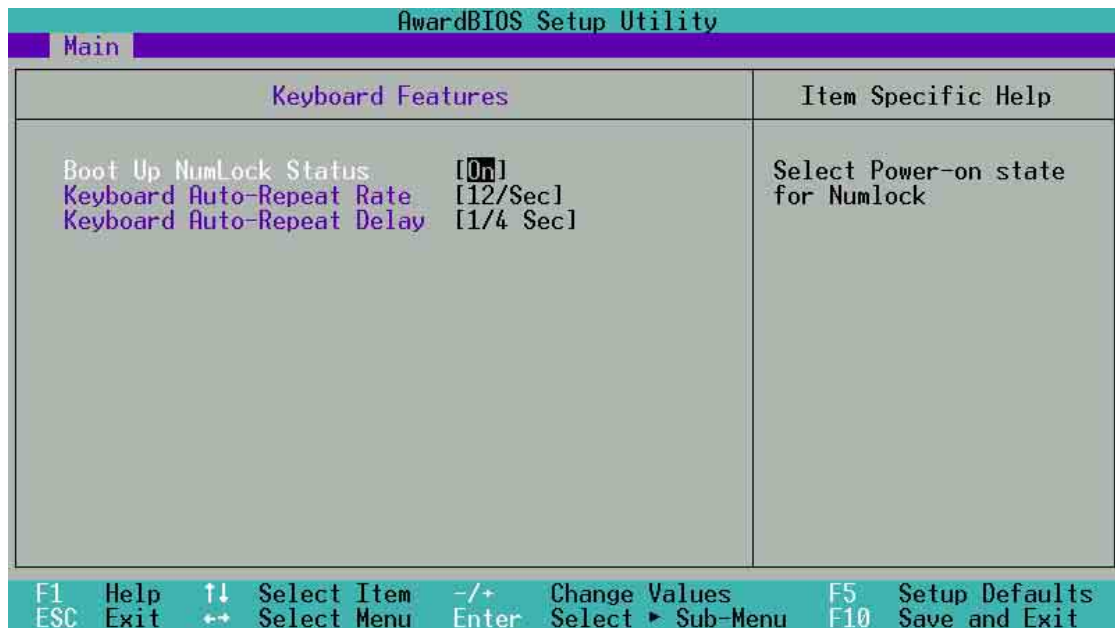 AwardBIOS Setup Utility
Main
Keyboard Features
Item Specific Help
Boot Up NumLock Status [On]
Keyboard Auto-Repeat Rate [12/Sec]
Keyboard Auto-Repeat Delay [1/4 Sec]
Select Power-on state
for Numlock
F1 Help ↑↓ Select Item -/+ Change Values F5 Setup Defaults
ESC Exit ←→ Select Menu Enter Select ► Sub-Menu F10 Save and Exit